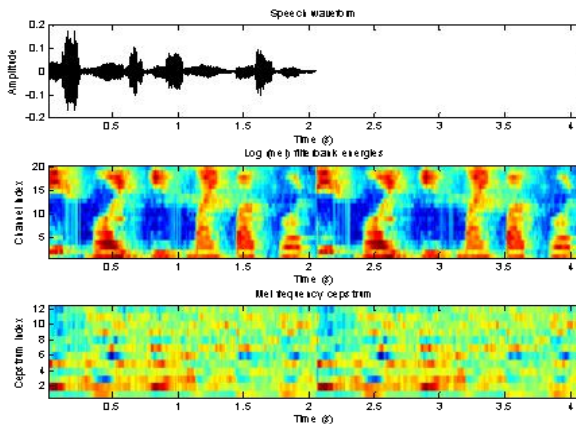 Speech waveform
0.2
0.1
0
-0.1
-0.2
Amplitude
0.5 1 1.5 2 2.5 3 3.5 4
Time (s)
Log (mel) filterbank energies
20
15
10
5
Channel Index
0.5 1 1.5 2 2.5 3 3.5 4
Time (s)
Mel frequency cepstrum
12
10
8
6
4
2
Cepstrum Index
0.5 1 1.5 2 2.5 3 3.5 4
Time (s)